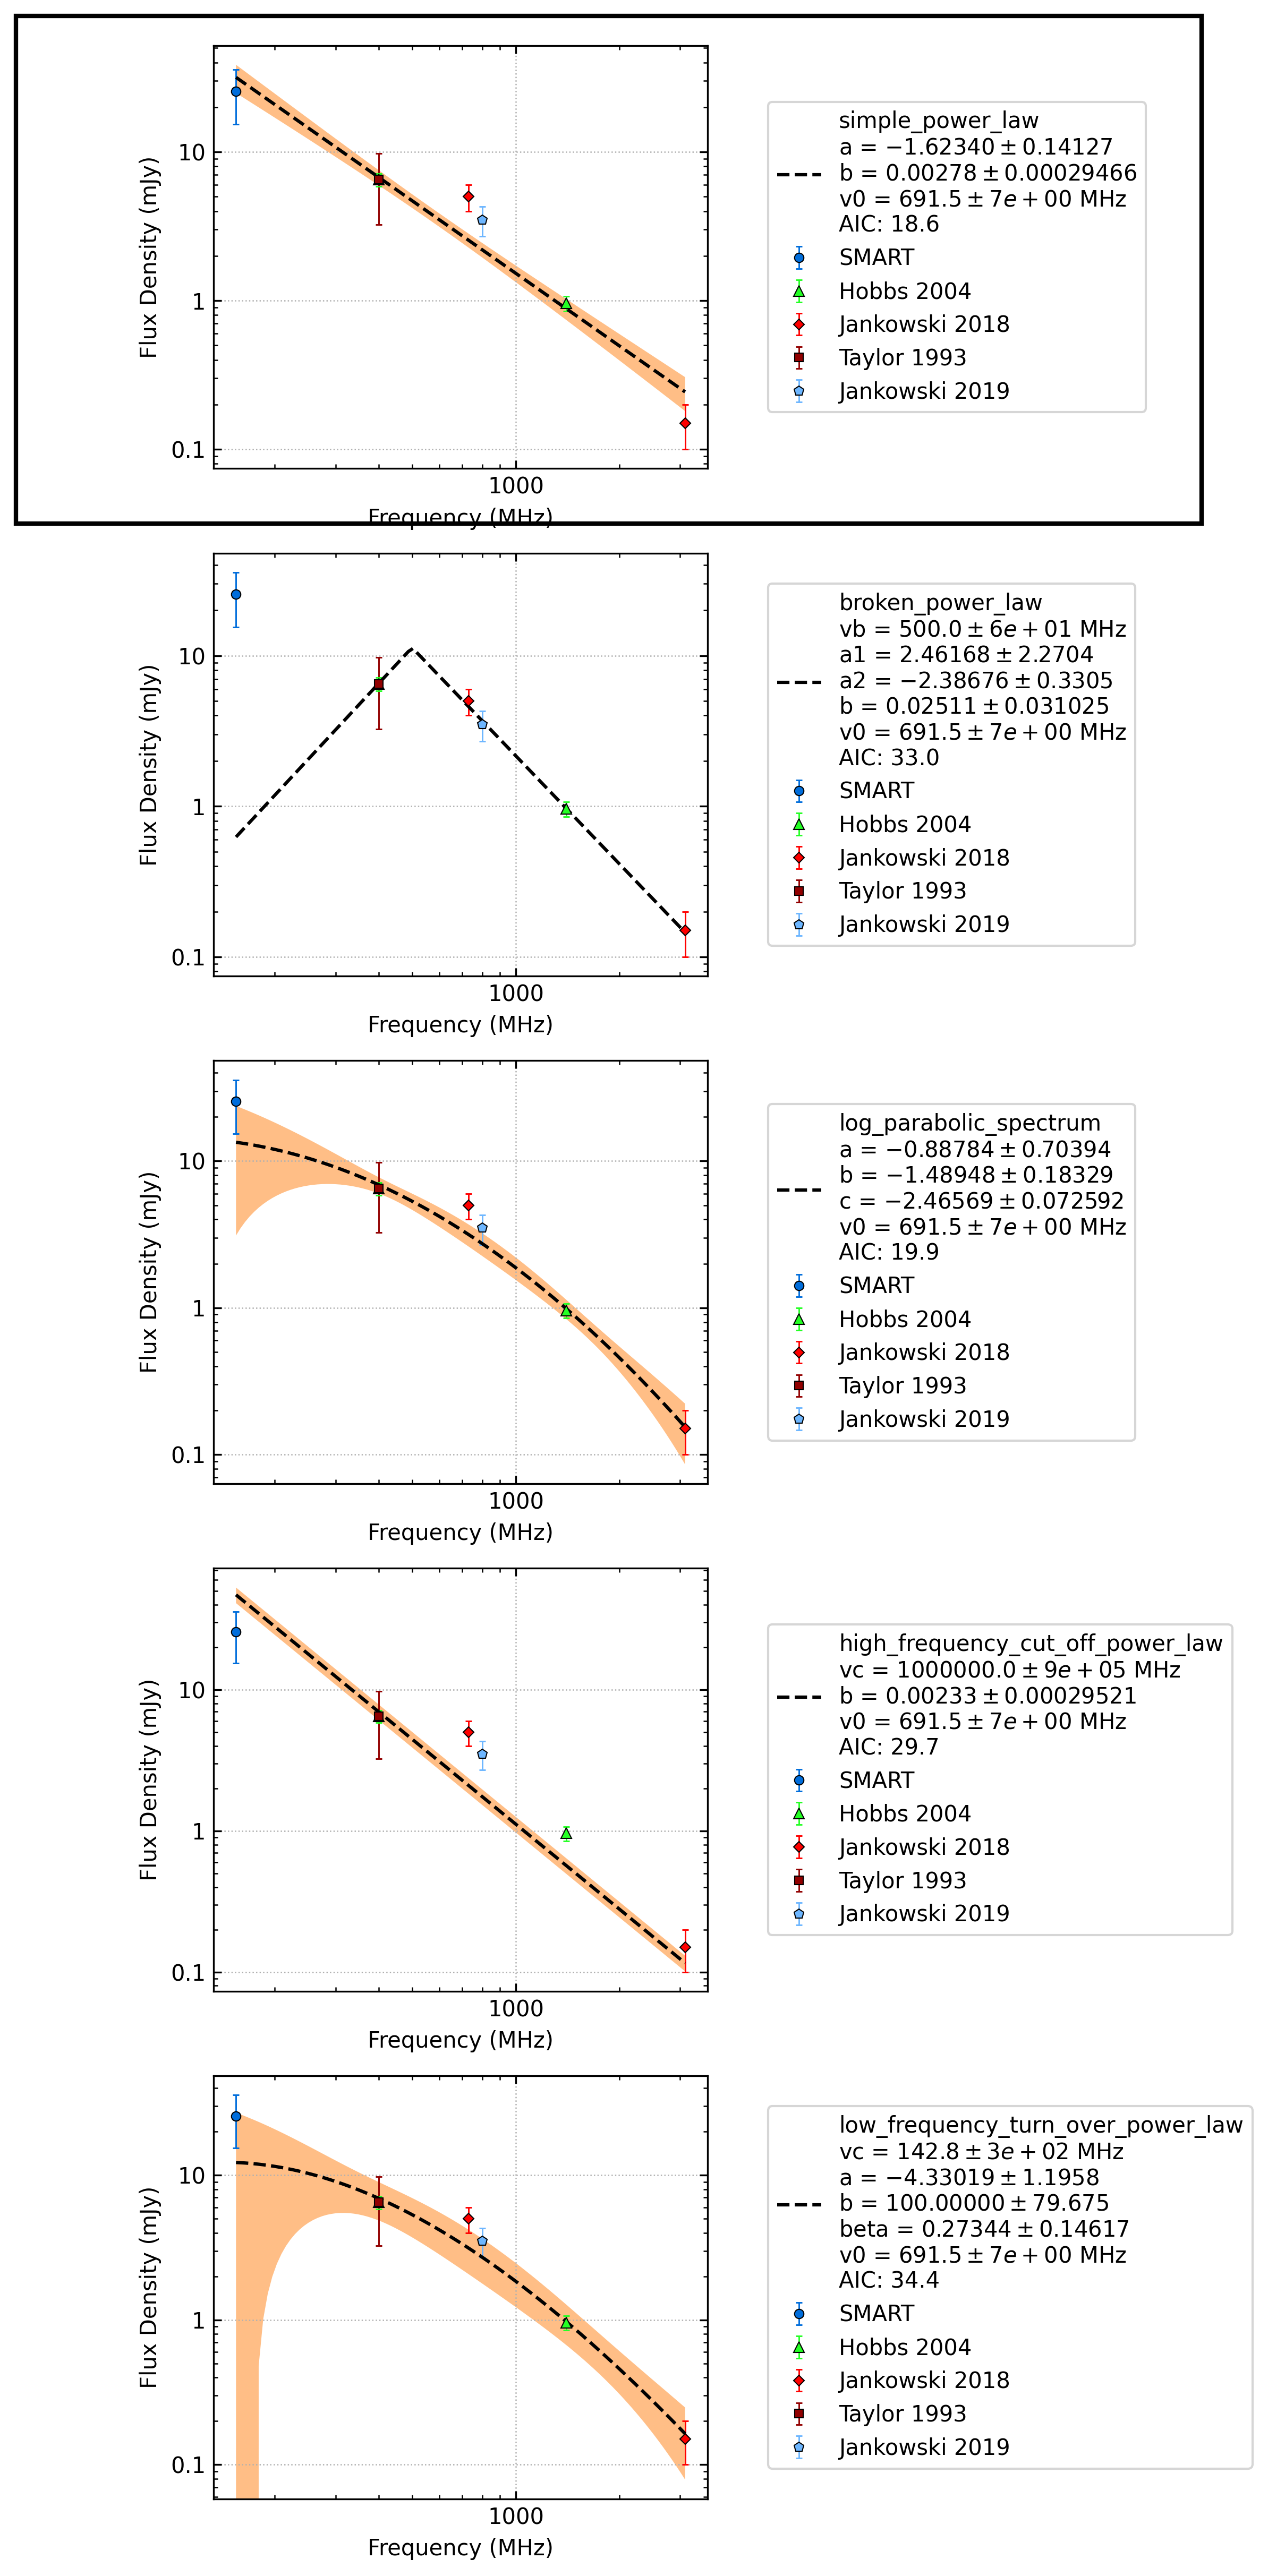 Flux Density (mJy)
10
1
0.1
1000
Frequency (MHz)
simple_power_law
a = −1.62340 ± 0.14127
b = 0.00278 ± 0.00029466
v0 = 691.5 ± 7e + 00 MHz
AIC: 18.6
SMART
Hobbs 2004
Jankowski 2018
Taylor 1993
Jankowski 2019
Flux Density (mJy)
10
1
0.1
1000
Frequency (MHz)
broken_power_law
vb = 500.0 ± 6e + 01 MHz
a1 = 2.46168 ± 2.2704
a2 = −2.38676 ± 0.3305
b = 0.02511 ± 0.031025
v0 = 691.5 ± 7e + 00 MHz
AIC: 33.0
SMART
Hobbs 2004
Jankowski 2018
Taylor 1993
Jankowski 2019
Flux Density (mJy)
10
1
0.1
1000
Frequency (MHz)
log_parabolic_spectrum
a = −0.88784 ± 0.70394
b = −1.48948 ± 0.18329
c = −2.46569 ± 0.072592
v0 = 691.5 ± 7e + 00 MHz
AIC: 19.9
SMART
Hobbs 2004
Jankowski 2018
Taylor 1993
Jankowski 2019
Flux Density (mJy)
10
1
0.1
1000
Frequency (MHz)
high_frequency_cut_off_power_law
vc = 1000000.0 ± 9e + 05 MHz
b = 0.00233 ± 0.00029521
v0 = 691.5 ± 7e + 00 MHz
AIC: 29.7
SMART
Hobbs 2004
Jankowski 2018
Taylor 1993
Jankowski 2019
Flux Density (mJy)
10
1
0.1
1000
Frequency (MHz)
low_frequency_turn_over_power_law
vc = 142.8 ± 3e + 02 MHz
a = −4.33019 ± 1.1958
b = 100.00000 ± 79.675
beta = 0.27344 ± 0.14617
v0 = 691.5 ± 7e + 00 MHz
AIC: 34.4
SMART
Hobbs 2004
Jankowski 2018
Taylor 1993
Jankowski 2019